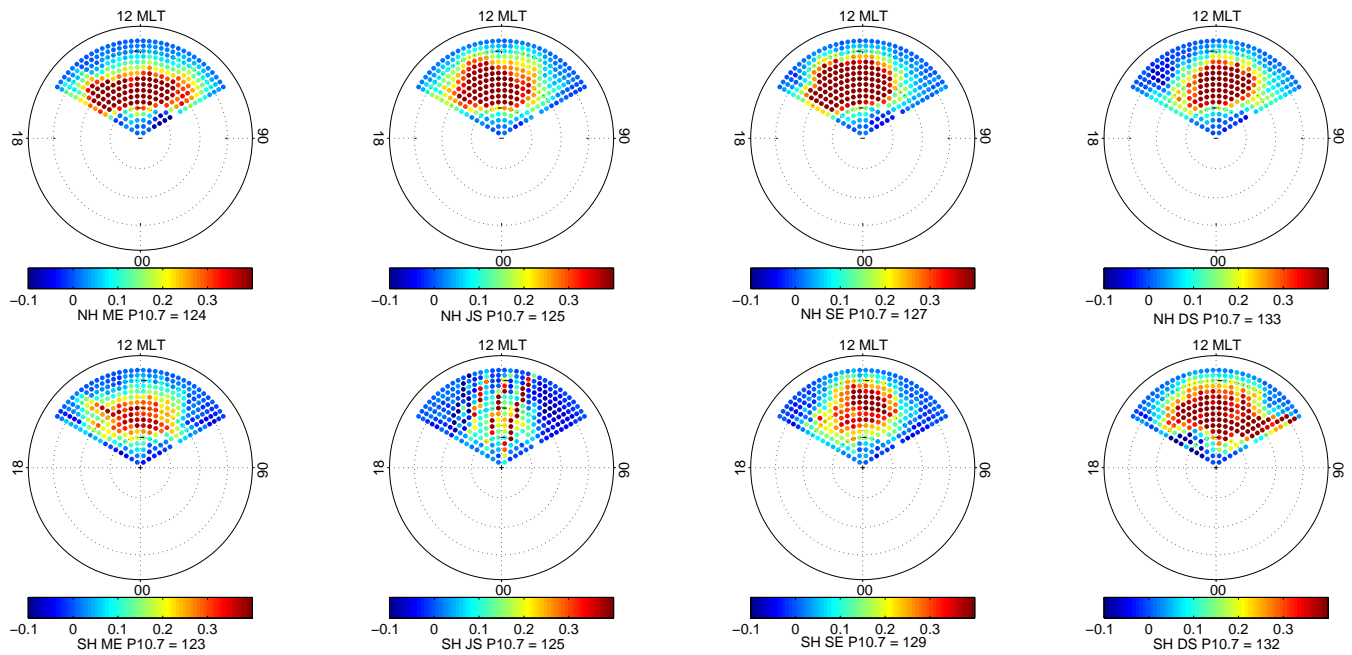 12 MLT 12 MLT 12 MLT 12 MLT
18 06 18 06 18 06 18 06
00 00 00 00
−0.1 0 0.1 0.2 0.3 −0.1 0 0.1 0.2 0.3 −0.1 0 0.1 0.2 0.3 −0.1 0 0.1 0.2 0.3
NH ME P10.7 = 124 NH JS P10.7 = 125 NH SE P10.7 = 127 NH DS P10.7 = 133
12 MLT 12 MLT 12 MLT 12 MLT
18 06 18 06 18 06 18 06
00 00 00 00
−0.1 0 0.1 0.2 0.3 −0.1 0 0.1 0.2 0.3 −0.1 0 0.1 0.2 0.3 −0.1 0 0.1 0.2 0.3
SH ME P10.7 = 123 SH JS P10.7 = 125 SH SE P10.7 = 129 SH DS P10.7 = 132